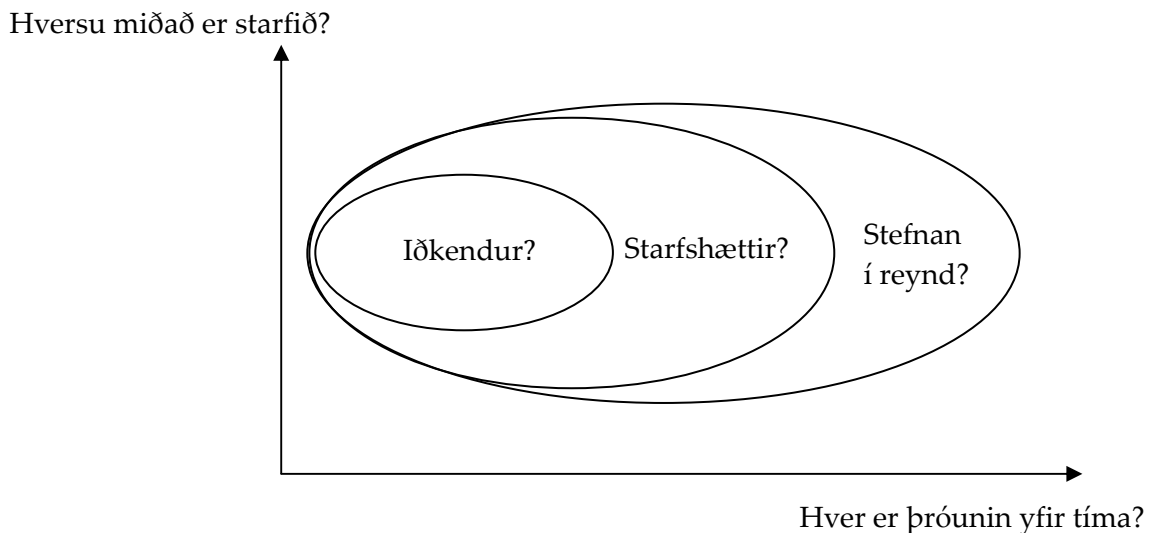 Hversu miðað er starfið?
Iðkendur?
Starfshættir?
Stefnan
í reynd?
Hver er þróunin yfir tíma?